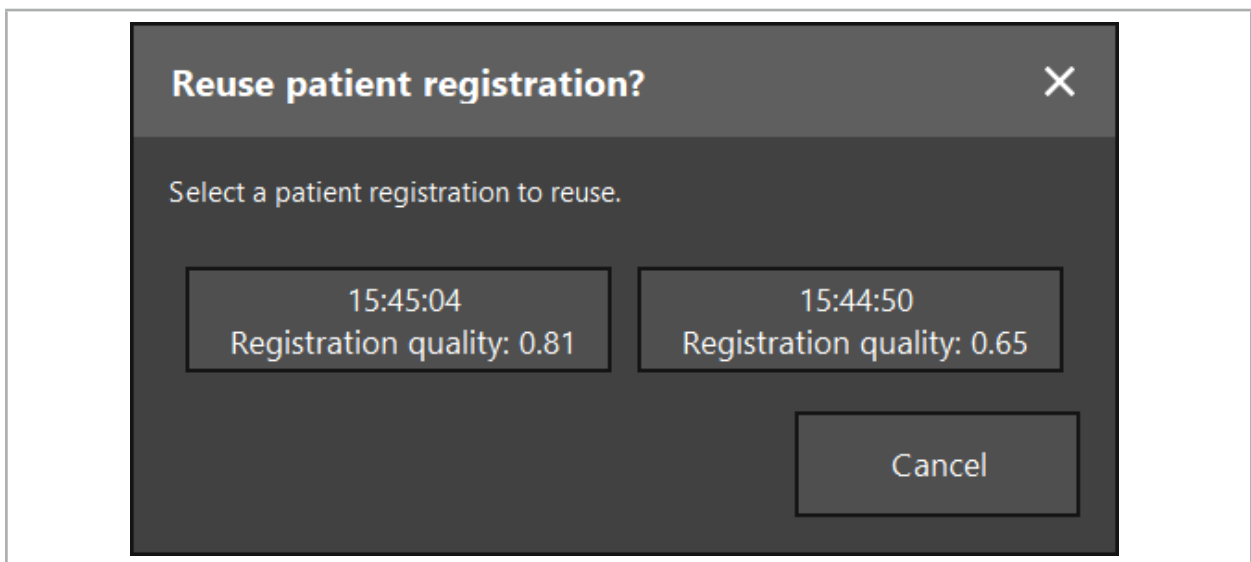 Reuse patient registration?
Select a patient registration to reuse.
15:45:04
Registration quality: 0.81
15:44:50
Registration quality: 0.65
Cancel